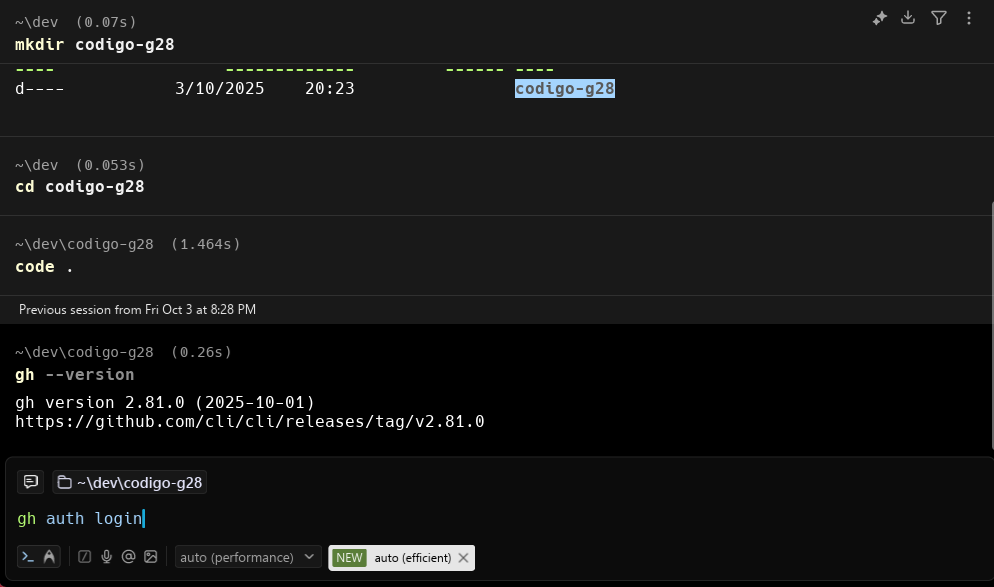 ~\dev (0.07s)
mkdir codigo-g28
---- ------------- ------ ----
d---- 3/10/2025 20:23 codigo-g28
~\dev (0.053s)
cd codigo-g28
~\dev\codigo-g28 (1.464s)
code .
Previous session from Fri Oct 3 at 8:28 PM
~\dev\codigo-g28 (0.26s)
gh --version
gh version 2.81.0 (2025-10-01)
https://github.com/cli/cli/releases/tag/v2.81.0
~\dev\codigo-g28
gh auth login
auto (performance) NEW auto (efficient)